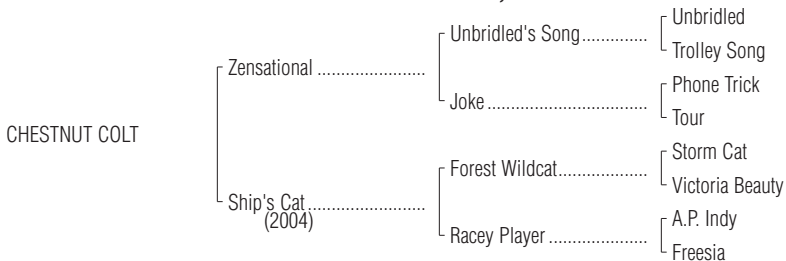 Unbridled
Unbridled's Song..............
Trolley Song
Zensational .......................
Phone Trick
Joke..................................
Tour
CHESTNUT COLT
Storm Cat
Forest Wildcat...................
Victoria Beauty
Ship's Cat.........................
(2004)
A.P. Indy
Racey Player .....................
Freesia